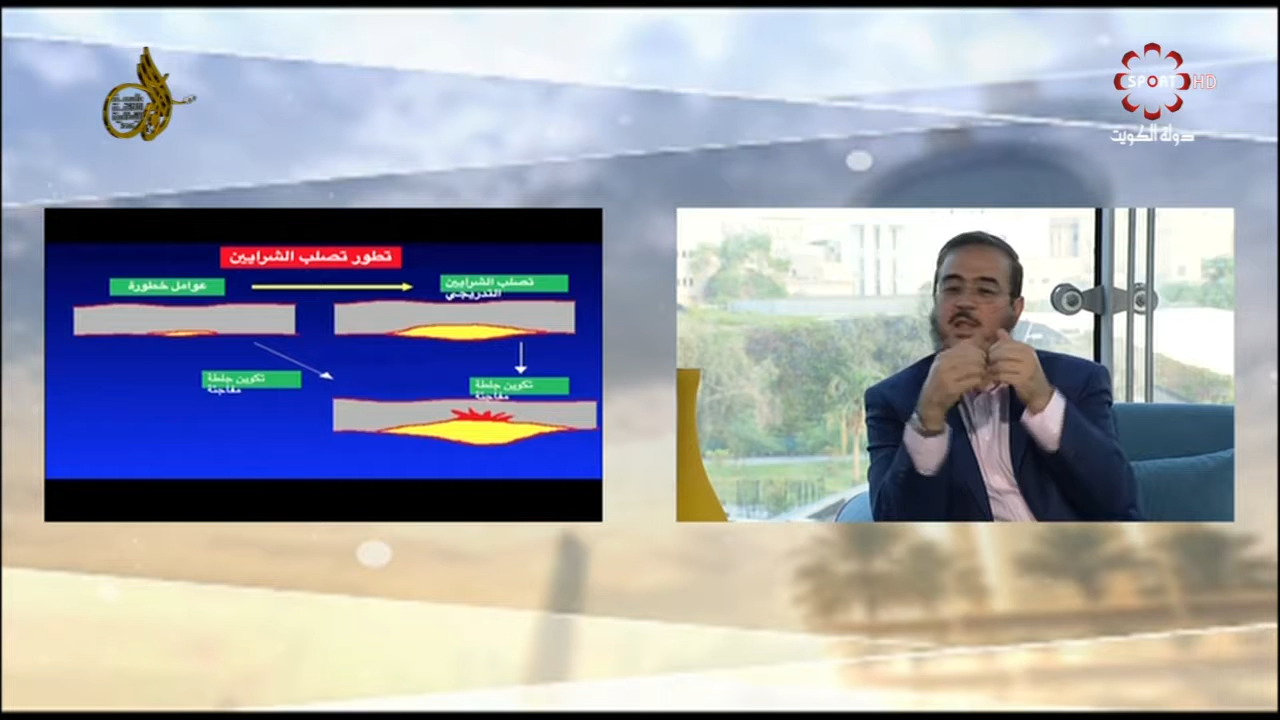 SPORT HD
دولة الكويت
تطور تصلب الشرايين
عوامل خطورة
تصلب الشرايين
التدريجي
تكوين جلطة
مفاجئة
تكوين جلطة
مفاجئة